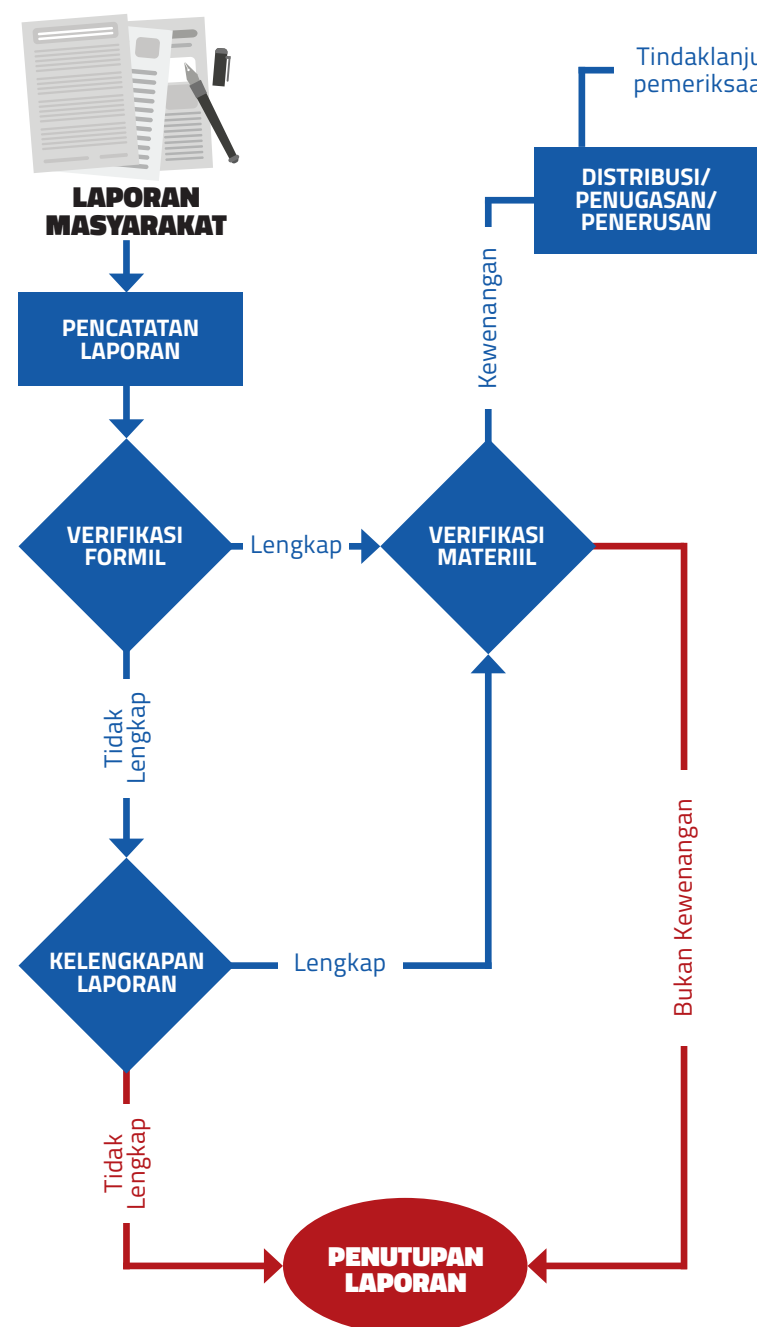 LAPORAN
MASYARAKAT
PENCATATAN
LAPORAN
VERIFIKASI
FORMIL
Lengkap
VERIFIKASI
MATERIIL
Kewenangan
DISTRIBUSI/
PENUGASAN/
PENERUSAN
Tindaklanju
pemeriksaa
Tidak
Lengkap
KELENGKAPAN
LAPORAN
Lengkap
Bukan Kewenangan
Tidak
Lengkap
PENUTUPAN
LAPORAN